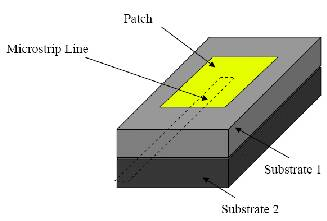 Patch
Microstrip Line
Substrate 1
Substrate 2